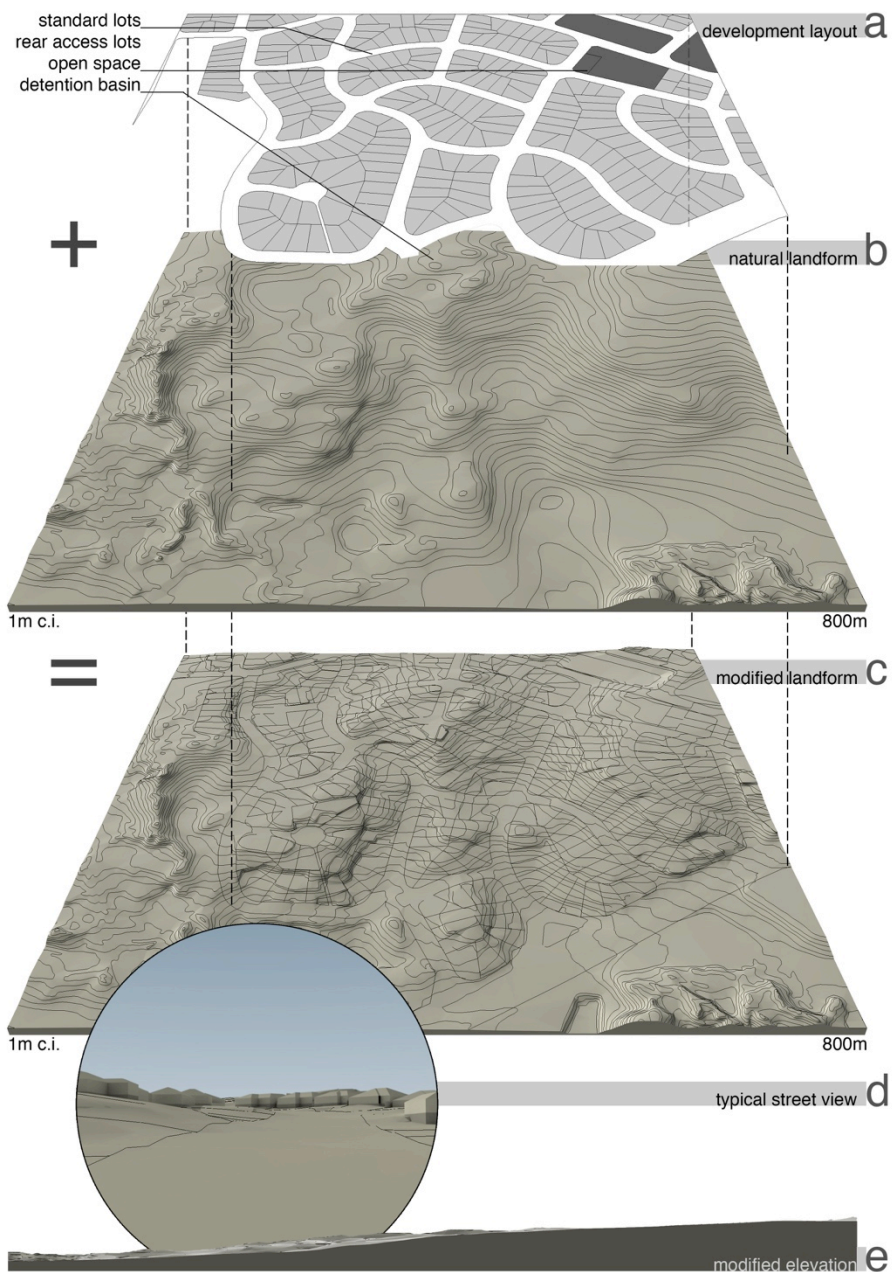 standard lots
rear access lots
open space
detention basin
development layout a
+
natural landform b
1m c.i. 800m
=
modified landform c
1m c.i. 800m
typical street view d
modified elevation e